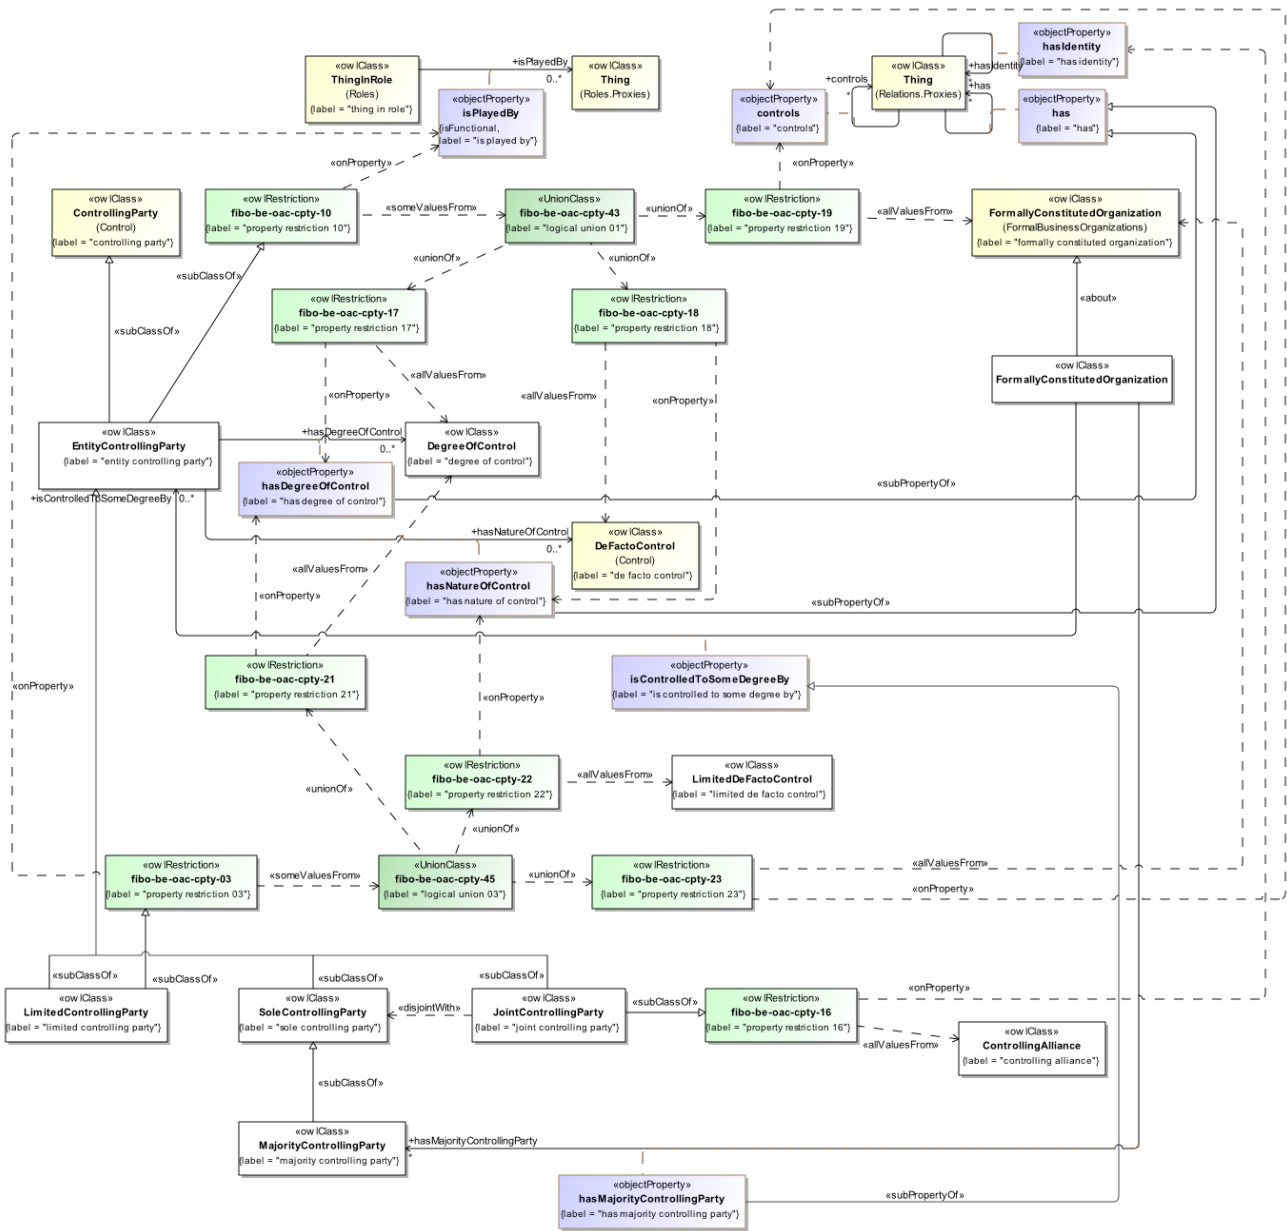 «objectProperty»
hasIdentity
{label = "has identity"}
«owlClass»
ThingInRole
(Roles)
{label = "thing in role"}
+isPlayedBy
0..*
«owlClass»
Thing
(Roles.Proxies)
«owlClass»
Thing
(Relations.Proxies)
+hasIdentity
*
+controls
*
+has
*
«objectProperty»
isPlayedBy
{isFunctional,
label = "is played by"}
«objectProperty»
controls
{label = "controls"}
«objectProperty»
has
{label = "has"}
«onProperty»
«onProperty»
«owlClass»
ControllingParty
(Control)
{label = "controlling party"}
«owlRestriction»
fibo-be-oac-cpty-10
{label = "property restriction 10"}
«someValuesFrom»
«UnionClass»
fibo-be-oac-cpty-43
{label = "logical union 01"}
«unionOf»
«owlRestriction»
fibo-be-oac-cpty-19
{label = "property restriction 19"}
«allValuesFrom»
«owlClass»
FormallyConstitutedOrganization
(FormalBusinessOrganizations)
{label = "formally constituted organization"}
«subClassOf»
«unionOf»
«unionOf»
«owlRestriction»
fibo-be-oac-cpty-17
{label = "property restriction 17"}
«owlRestriction»
fibo-be-oac-cpty-18
{label = "property restriction 18"}
«about»
«subClassOf»
«allValuesFrom»
«onProperty»
«allValuesFrom»
«onProperty»
«owlClass»
FormallyConstitutedOrganization
«owlClass»
EntityControllingParty
{label = "entity controlling party"}
+hasDegreeOfControl
0..*
«owlClass»
DegreeOfControl
{label = "degree of control"}
«objectProperty»
hasDegreeOfControl
{label = "has degree of control"}
«subPropertyOf»
+isControlledToSomeDegreeBy
0..*
+hasNatureOfControl
0..*
«owlClass»
DeFactoControl
(Control)
{label = "de facto control"}
«allValuesFrom»
«onProperty»
«objectProperty»
hasNatureOfControl
{label = "has nature of control"}
«subPropertyOf»
«owlRestriction»
fibo-be-oac-cpty-21
{label = "property restriction 21"}
«objectProperty»
isControlledToSomeDegreeBy
{label = "is controlled to some degree by"}
«onProperty»
«onProperty»
«owlRestriction»
fibo-be-oac-cpty-22
{label = "property restriction 22"}
«allValuesFrom»
«owlClass»
LimitedDeFactoControl
{label = "limited de facto control"}
«unionOf»
«unionOf»
«owlRestriction»
fibo-be-oac-cpty-03
{label = "property restriction 03"}
«someValuesFrom»
«UnionClass»
fibo-be-oac-cpty-45
{label = "logical union 03"}
«unionOf»
«owlRestriction»
fibo-be-oac-cpty-23
{label = "property restriction 23"}
«allValuesFrom»
«onProperty»
«subClassOf»
«subClassOf»
«subClassOf»
«subClassOf»
«owlClass»
LimitedControllingParty
{label = "limited controlling party"}
«owlClass»
SoleControllingParty
{label = "sole controlling party"}
«disjointWith»
«owlClass»
JointControllingParty
{label = "joint controlling party"}
«subClassOf»
«owlRestriction»
fibo-be-oac-cpty-16
{label = "property restriction 16"}
«onProperty»
«allValuesFrom»
«owlClass»
ControllingAlliance
{label = "controlling alliance"}
«subClassOf»
«owlClass»
MajorityControllingParty
{label = "majority controlling party"}
+hasMajorityControllingParty
*
«objectProperty»
hasMajorityControllingParty
{label = "has majority controlling party"}
«subPropertyOf»